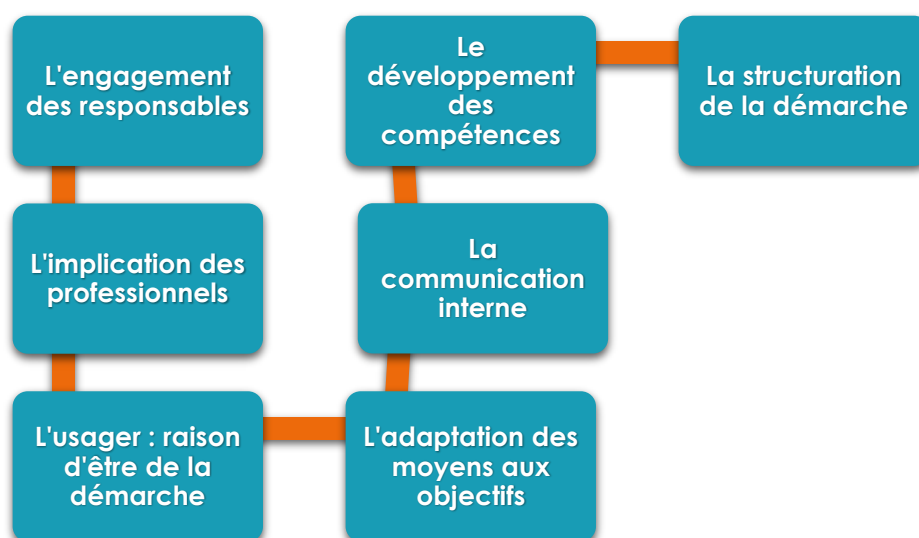 L'engagement
des responsables
L'implication des
professionnels
L'usager : raison
d'être de la
démarche
L'adaptation des
moyens aux
objectifs
La
communication
interne
Le
développement
des
compétences
La structuration
de la démarche